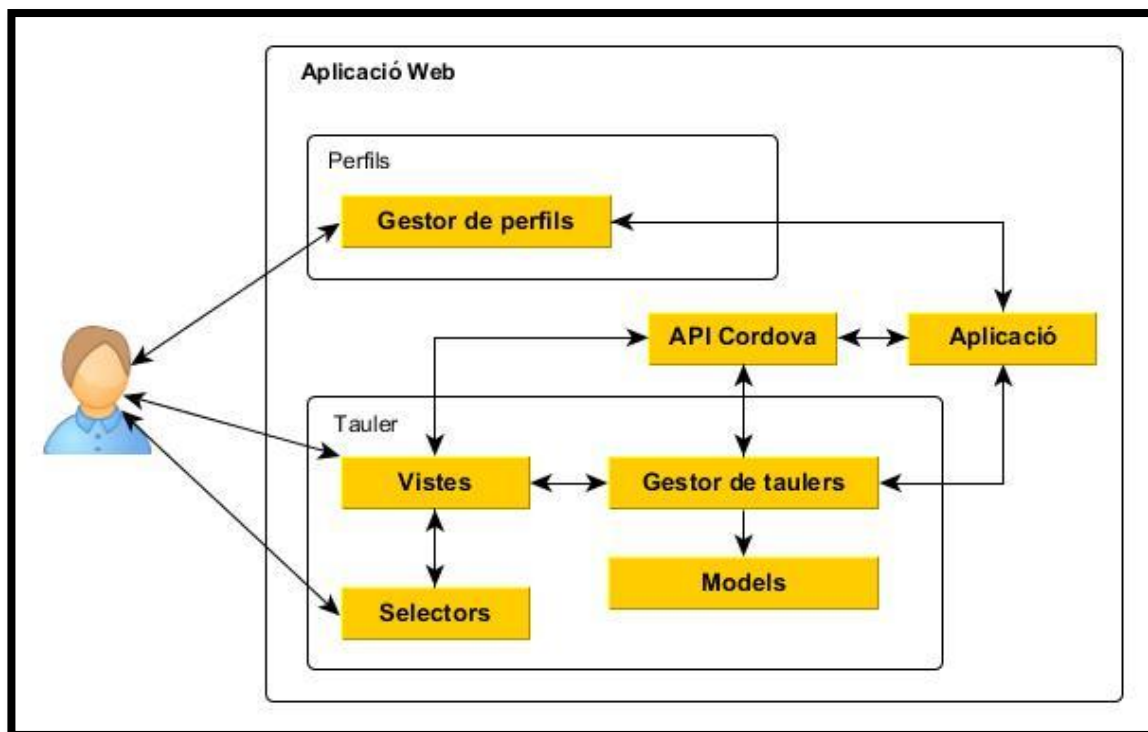 Aplicació Web
Perfils
Gestor de perfils
API Cordova
Aplicació
Tauler
Vistes
Gestor de taulers
Models
Selectors